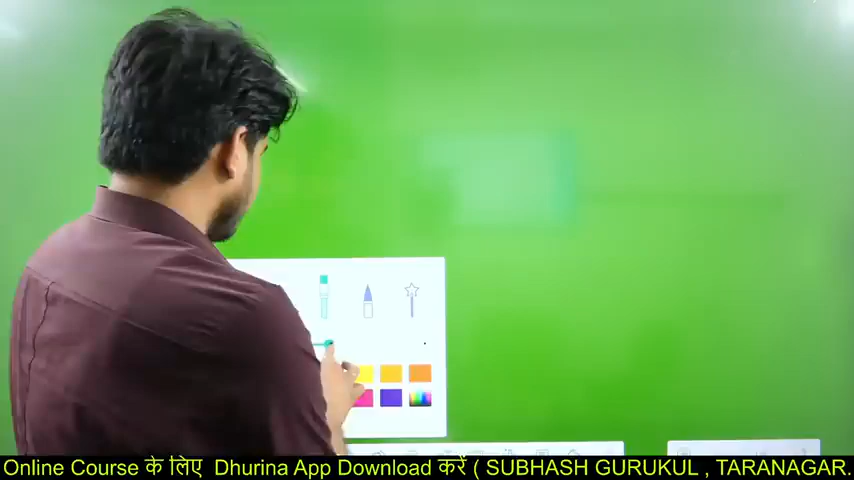 Online Course के लिए Dhurina App Download करें ( SUBHASH GURUKUL , TARANAGAR.